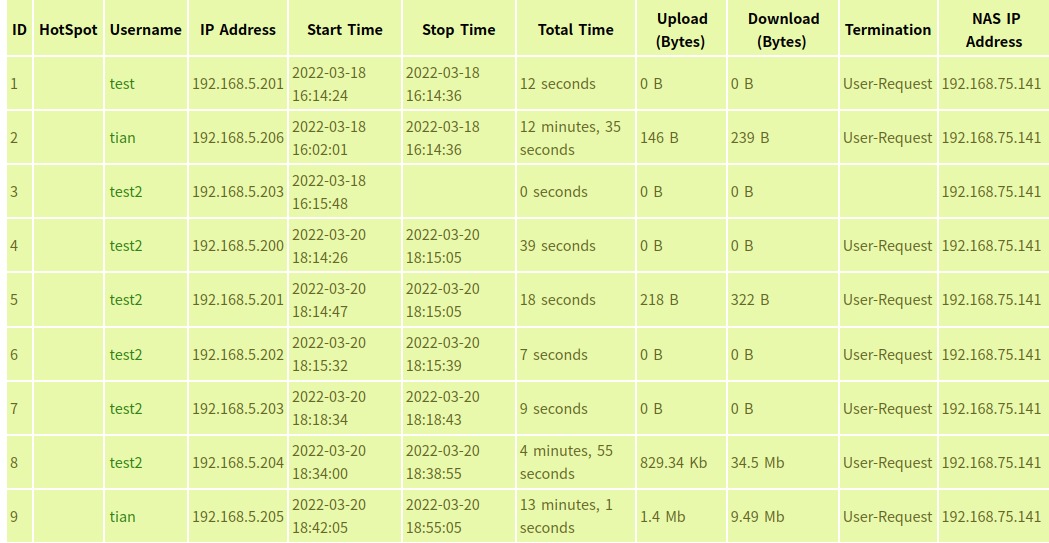 ID HotSpot Username IP Address Start Time Stop Time Total Time Upload (Bytes) Download (Bytes) Termination NAS IP Address
1 test 192.168.5.201 2022-03-18 16:14:24 2022-03-18 16:14:36 12 seconds 0 B 0 B User-Request 192.168.75.141
2 tian 192.168.5.206 2022-03-18 16:02:01 2022-03-18 16:14:36 12 minutes, 35 seconds 146 B 239 B User-Request 192.168.75.141
3 test2 192.168.5.203 2022-03-18 16:15:48 0 seconds 0 B 0 B 192.168.75.141
4 test2 192.168.5.200 2022-03-20 18:14:26 2022-03-20 18:15:05 39 seconds 0 B 0 B User-Request 192.168.75.141
5 test2 192.168.5.201 2022-03-20 18:14:47 2022-03-20 18:15:05 18 seconds 218 B 322 B User-Request 192.168.75.141
6 test2 192.168.5.202 2022-03-20 18:15:32 2022-03-20 18:15:39 7 seconds 0 B 0 B User-Request 192.168.75.141
7 test2 192.168.5.203 2022-03-20 18:18:34 2022-03-20 18:18:43 9 seconds 0 B 0 B User-Request 192.168.75.141
8 test2 192.168.5.204 2022-03-20 18:34:00 2022-03-20 18:38:55 4 minutes, 55 seconds 829.34 Kb 34.5 Mb User-Request 192.168.75.141
9 tian 192.168.5.205 2022-03-20 18:42:05 2022-03-20 18:55:05 13 minutes, 1 seconds 1.4 Mb 9.49 Mb User-Request 192.168.75.141